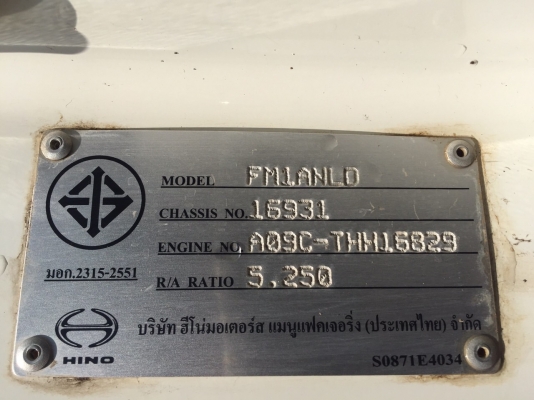 MODEL FM1ANLD
CHASSIS NO. 16931
ENGINE NO. A09C-THH16829
มอก.2315-2551
R/A RATIO 5.250
HINO
บริษัท ฮีโน่มอเตอร์ส แมนูแฟคเจอริ่ง (ประเทศไทย) จำกัด
S0871E4034